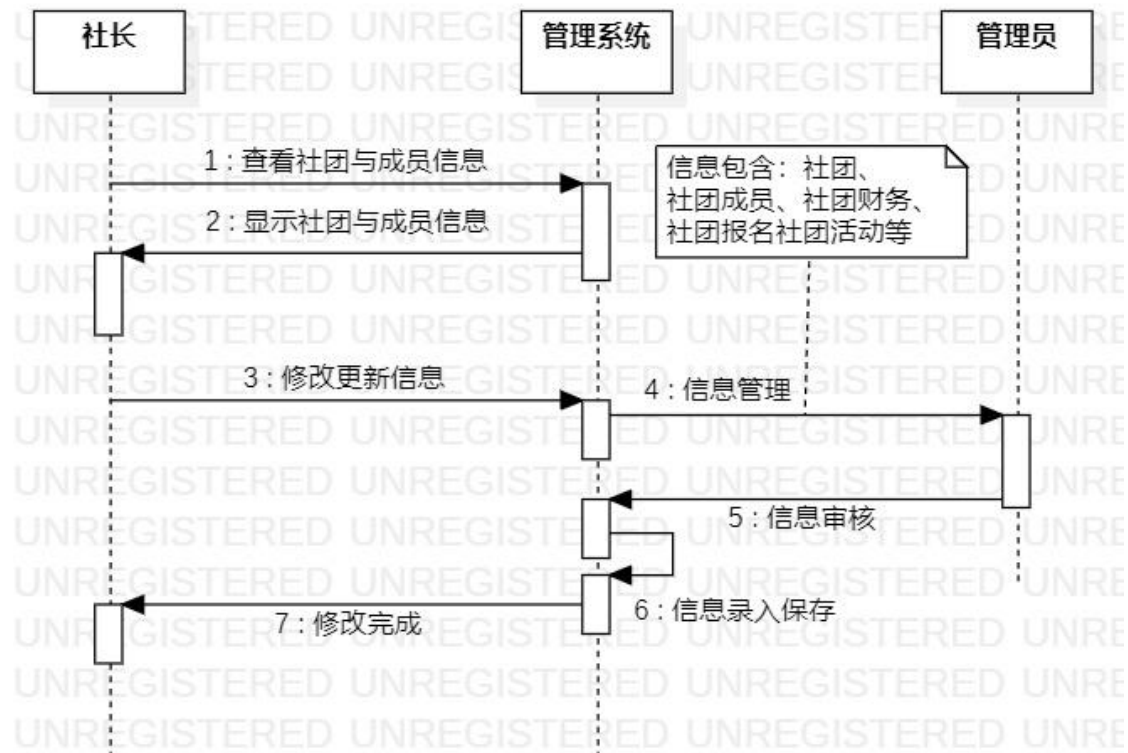 社长
管理系统
管理员
1 : 查看社团与成员信息
信息包含：社团、
社团成员、社团财务、
社团报名社团活动等
2 : 显示社团与成员信息
3 : 修改更新信息
4 : 信息管理
5 : 信息审核
6 : 信息录入保存
7 : 修改完成
UNREGISTERED UNREGISTERED UNREGISTERED